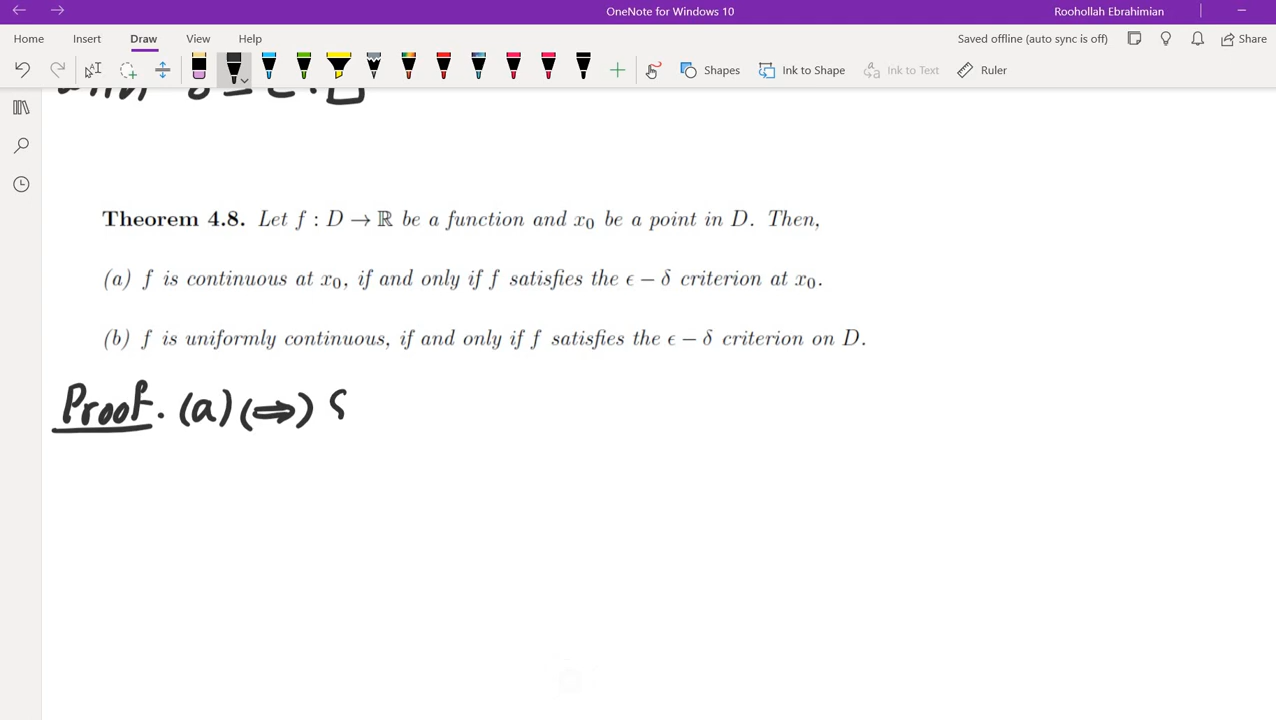 OneNote for Windows 10
Roohollah Ebrahimian
Home Insert Draw View Help
Saved offline (auto sync is off)
Share
Shapes
Ink to Shape
Ink to Text
Ruler
Theorem 4.8. Let f : D → ℝ be a function and x₀ be a point in D. Then,
(a) f is continuous at x₀, if and only if f satisfies the ϵ − δ criterion at x₀.
(b) f is uniformly continuous, if and only if f satisfies the ϵ − δ criterion on D.
Proof. (a) (⇒) S